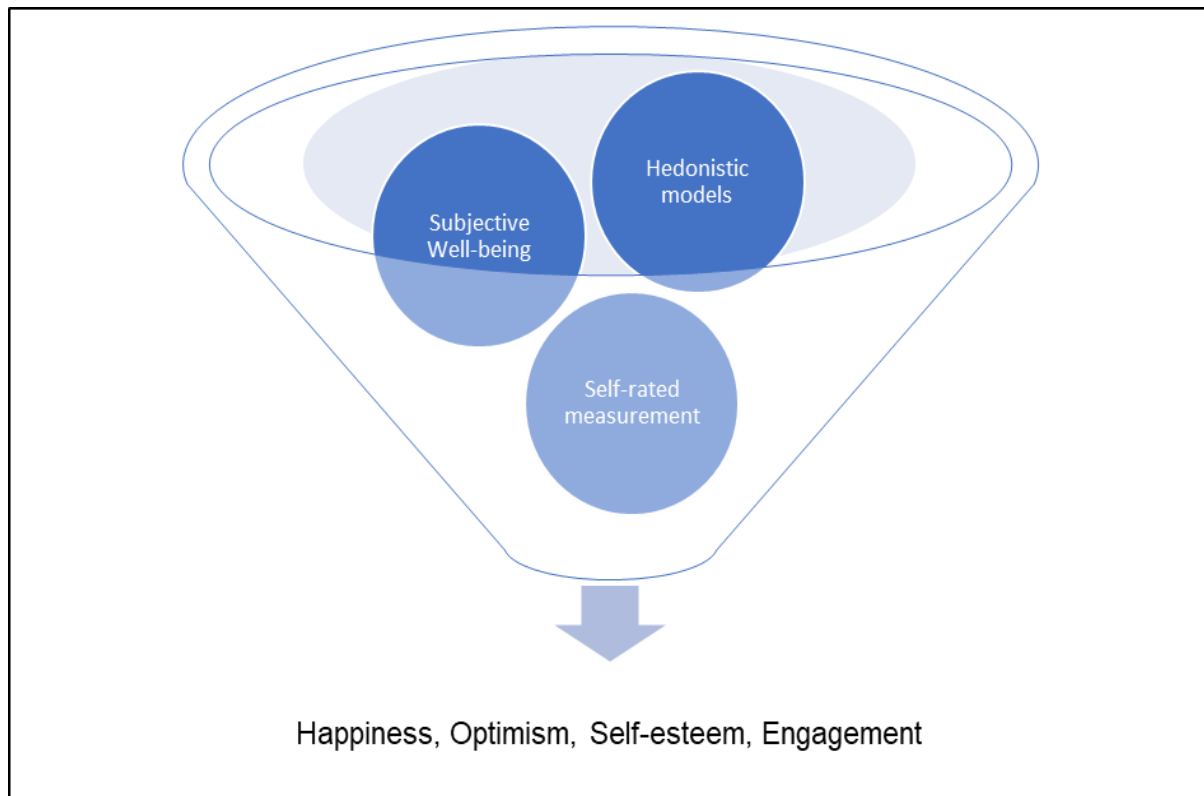 Hedonistic
models
Subjective
Well-being
Self-rated
measurement
Happiness, Optimism, Self-esteem, Engagement